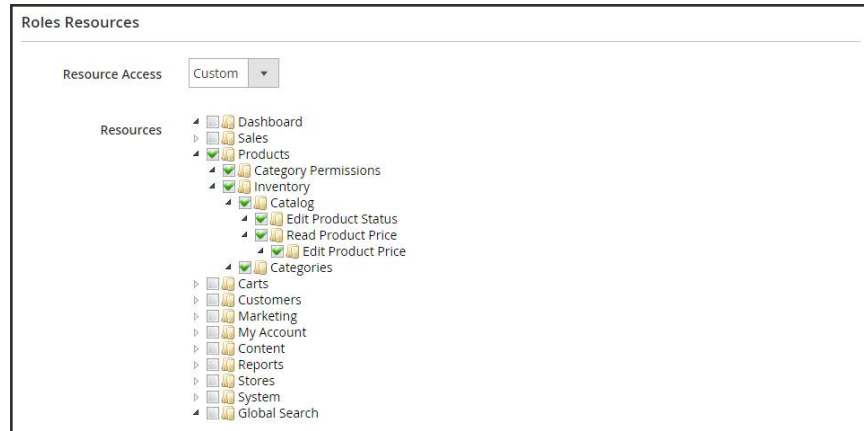 Roles Resources
Resource Access Custom
Resources
Dashboard
Sales
Products
Category Permissions
Inventory
Catalog
Edit Product Status
Read Product Price
Edit Product Price
Categories
Carts
Customers
Marketing
My Account
Content
Reports
Stores
System
Global Search